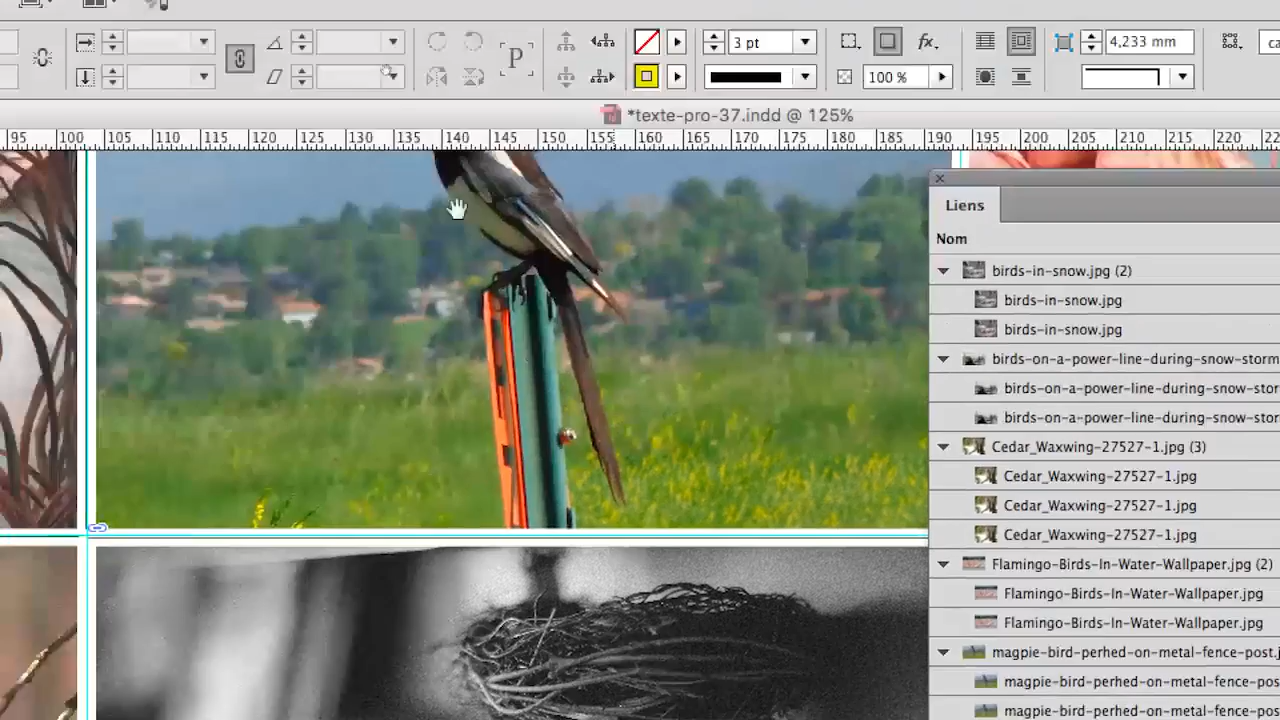 3 pt
4,233 mm
P
fx.
100 %
ca
*texte-pro-37.indd @ 125%
95 100 105 110 115 120 125 130 135 140 145 150 155 160 165 170 175 180 185 190 195 200 205 210 215 220 22
Liens
Nom
birds-in-snow.jpg (2)
birds-in-snow.jpg
birds-in-snow.jpg
birds-on-a-power-line-during-snow-storm
birds-on-a-power-line-during-snow-stor
birds-on-a-power-line-during-snow-stor
Cedar_Waxwing-27527-1.jpg (3)
Cedar_Waxwing-27527-1.jpg
Cedar_Waxwing-27527-1.jpg
Cedar_Waxwing-27527-1.jpg
Flamingo-Birds-In-Water-Wallpaper.jpg (2)
Flamingo-Birds-In-Water-Wallpaper.jpg
Flamingo-Birds-In-Water-Wallpaper.jpg
magpie-bird-perhed-on-metal-fence-post.j
magpie-bird-perhed-on-metal-fence-pos
magpie-bird-perhed-on-metal-fence-pos